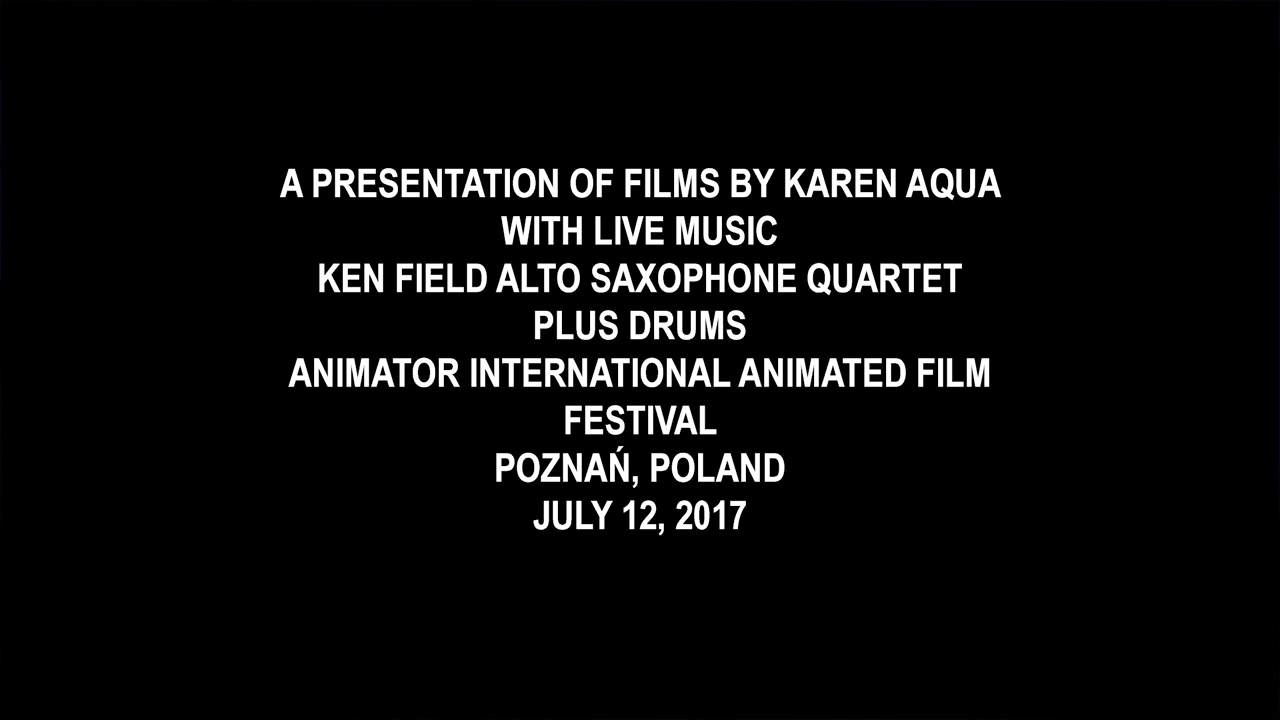 A PRESENTATION OF FILMS BY KAREN AQUA
WITH LIVE MUSIC
KEN FIELD ALTO SAXOPHONE QUARTET
PLUS DRUMS
ANIMATOR INTERNATIONAL ANIMATED FILM
FESTIVAL
POZNAŃ, POLAND
JULY 12, 2017